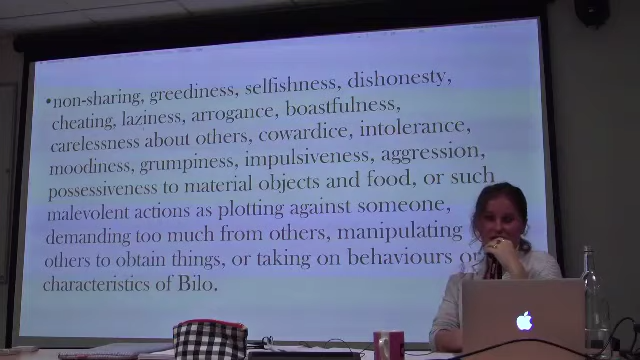 •non-sharing, greediness, selfishness, dishonesty,
cheating, laziness, arrogance, boastfulness,
carelessness about others, cowardice, intolerance,
moodiness, grumpiness, impulsiveness, aggression,
possessiveness to material objects and food, or such
malevolent actions as plotting against someone,
demanding too much from others, manipulating
others to obtain things, or taking on behaviours or
characteristics of Bilo.